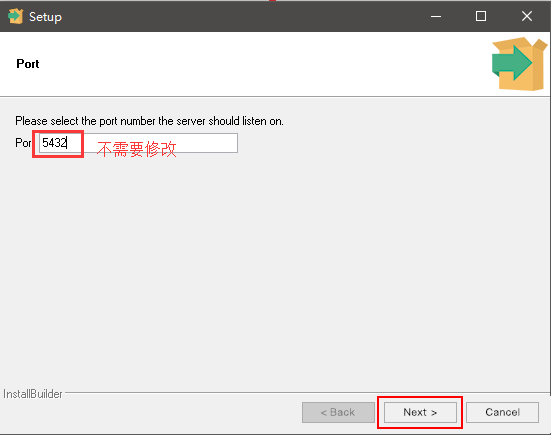 Setup
Port
Please select the port number the server should listen on.
Por 5432 不需要修改
InstallBuilder
< Back Next > Cancel